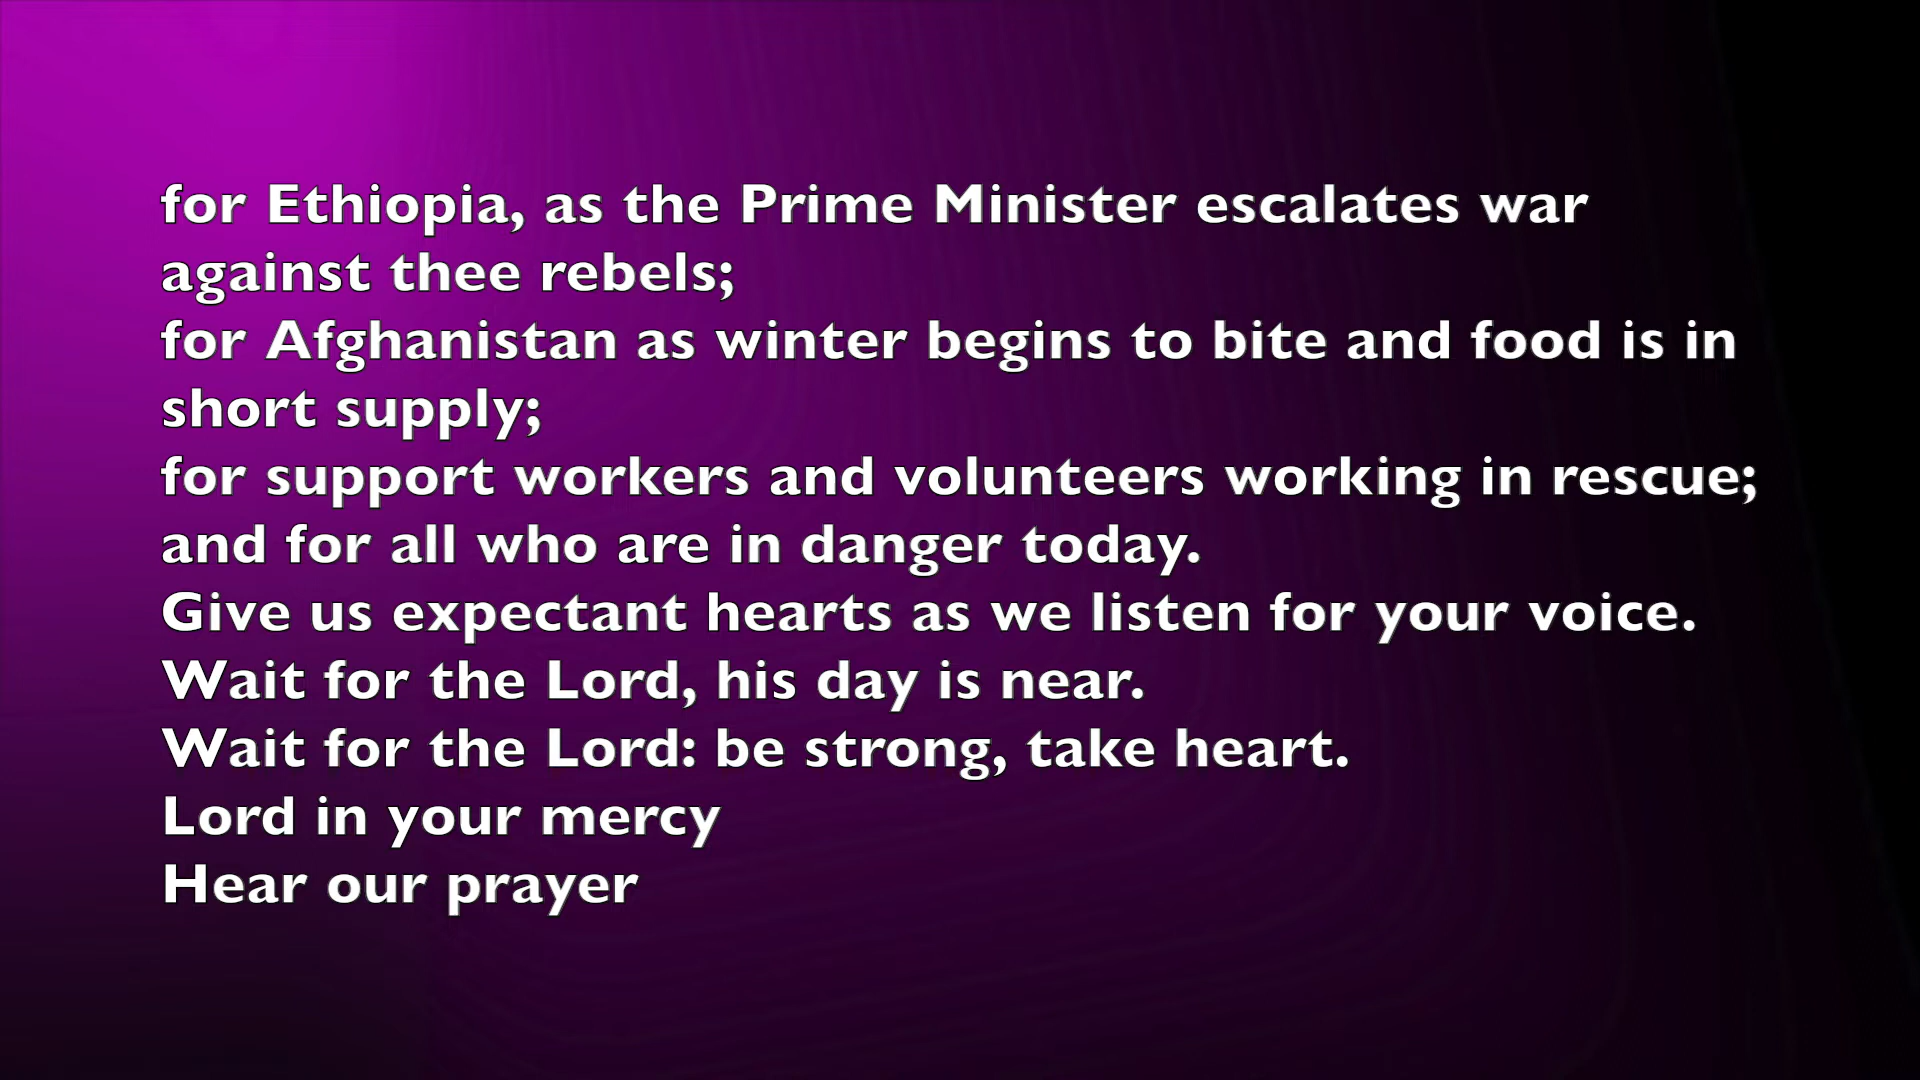 for Ethiopia, as the Prime Minister escalates war
against thee rebels;
for Afghanistan as winter begins to bite and food is in
short supply;
for support workers and volunteers working in rescue;
and for all who are in danger today.
Give us expectant hearts as we listen for your voice.
Wait for the Lord, his day is near.
Wait for the Lord: be strong, take heart.
Lord in your mercy
Hear our prayer